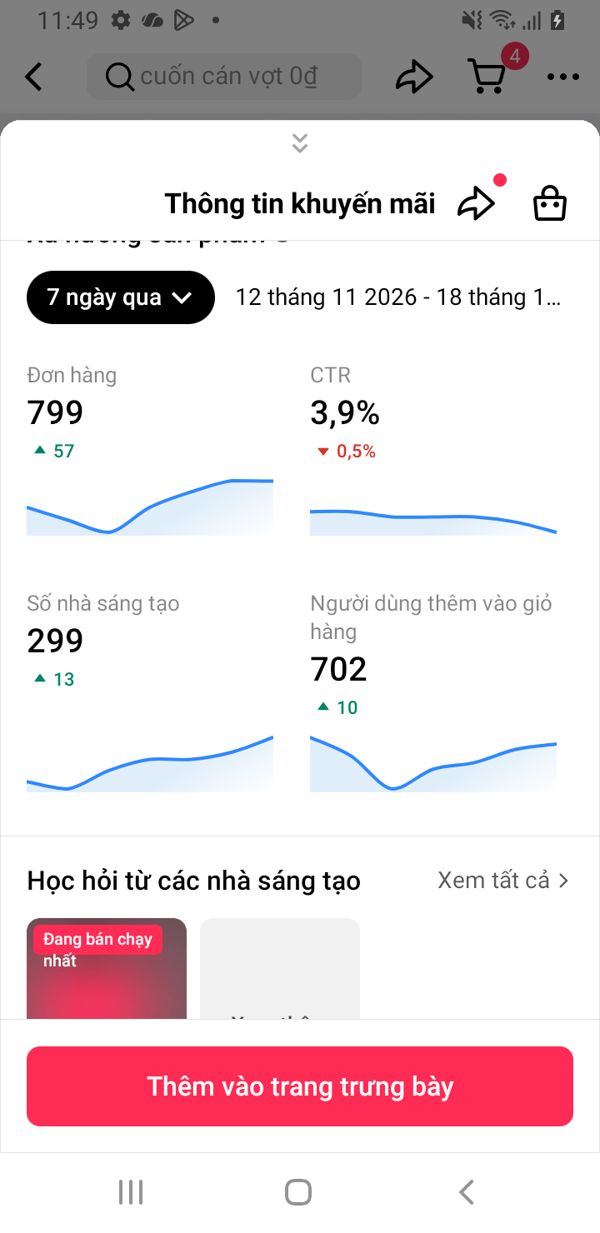 11:49
cuốn cán vợt 0₫
4
Thông tin khuyến mãi
7 ngày qua
12 tháng 11 2026 - 18 tháng 1...
Đơn hàng
799
57
CTR
3,9%
0,5%
Số nhà sáng tạo
299
13
Người dùng thêm vào giỏ
hàng
702
10
Học hỏi từ các nhà sáng tạo
Xem tất cả
Đang bán chạy
nhất
Thêm vào trang trưng bày